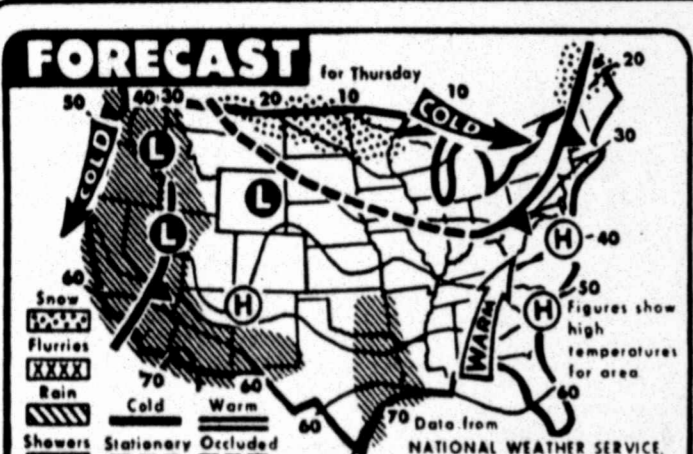 FORECAST
for Thursday
50 40 30 20 10 10 20
COLD
COLD
30
L
L
L
H
40
60
50
H
H
Snow
Figures show
high
temperatures
for area
Flurries
XXXX
WARM
Rain
70 60 60 70 60
Cold Warm
Data from
Showers Stationary Occluded
NATIONAL WEATHER SERVICE,